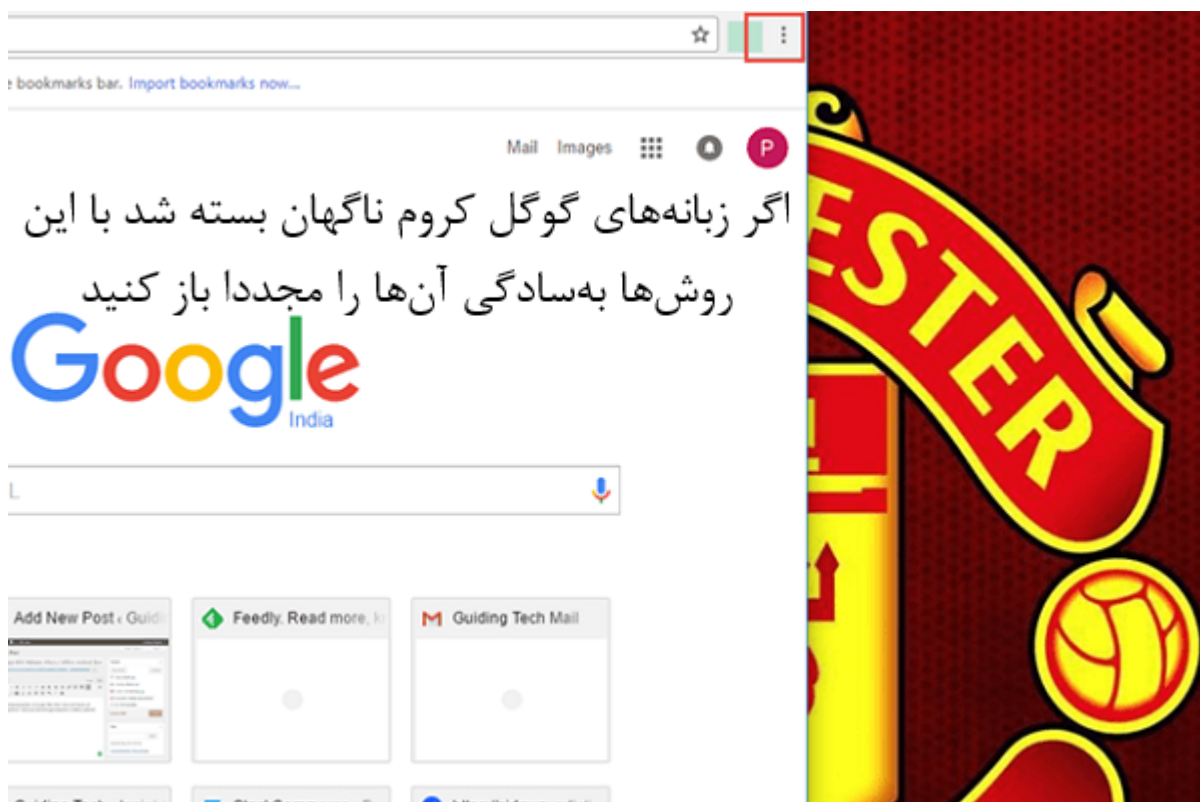 e bookmarks bar. Import bookmarks now...
Mail Images
P
اگر زبانه‌های گوگل کروم ناگهان بسته شد با این
روش‌ها به‌سادگی آن‌ها را مجددا باز کنید
Google
India
ESTER
L
Add New Post ‹ Guidi
Feedly. Read more, kn
Guiding Tech Mail